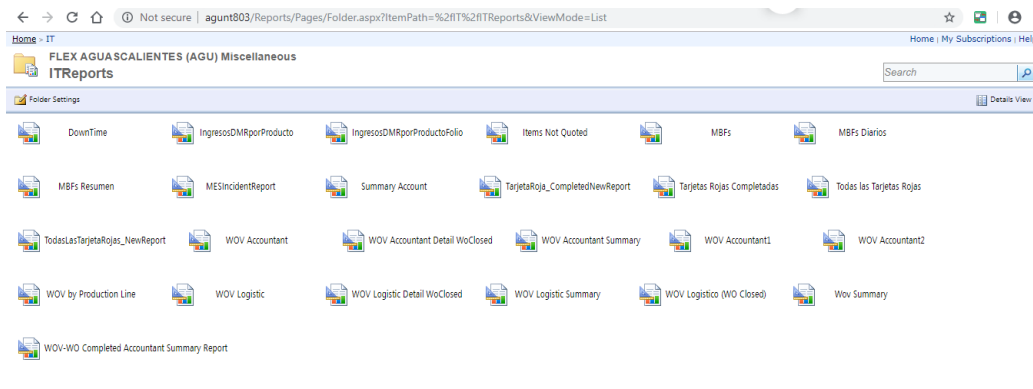 Not secure | agunt803/Reports/Pages/Folder.aspx?ItemPath=%2fIT%2fITReports&ViewMode=List
Home > IT Home | My Subscriptions | Hel
FLEX AGUASCALIENTES (AGU) Miscellaneous
ITReports
Search
Folder Settings Details View
DownTime IngresosDMRporProducto IngresosDMRporProductoFolio Items Not Quoted MBFs MBFs Diarios
MBFs Resumen MESIncidentReport Summary Account TarjetaRoja_CompletedNewReport Tarjetas Rojas Completadas Todas las Tarjetas Rojas
TodasLasTarjetaRojas_NewReport WOV Accountant WOV Accountant Detail WoClosed WOV Accountant Summary WOV Accountant1 WOV Accountant2
WOV by Production Line WOV Logistic WOV Logistic Detail WoClosed WOV Logistic Summary WOV Logistico (WO Closed) Wov Summary
WOV-WO Completed Accountant Summary Report